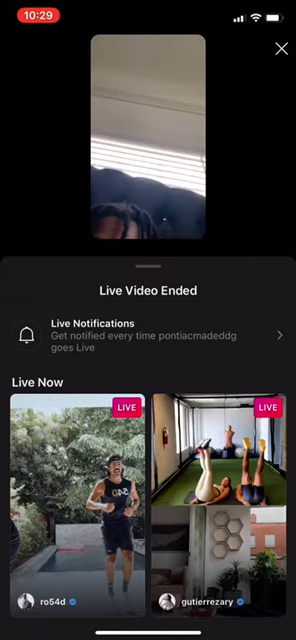 10:29
Live Video Ended
Live Notifications
Get notified every time pontiacmadeddg
goes Live
Live Now
LIVE
LIVE
ro54d
gutierrezary